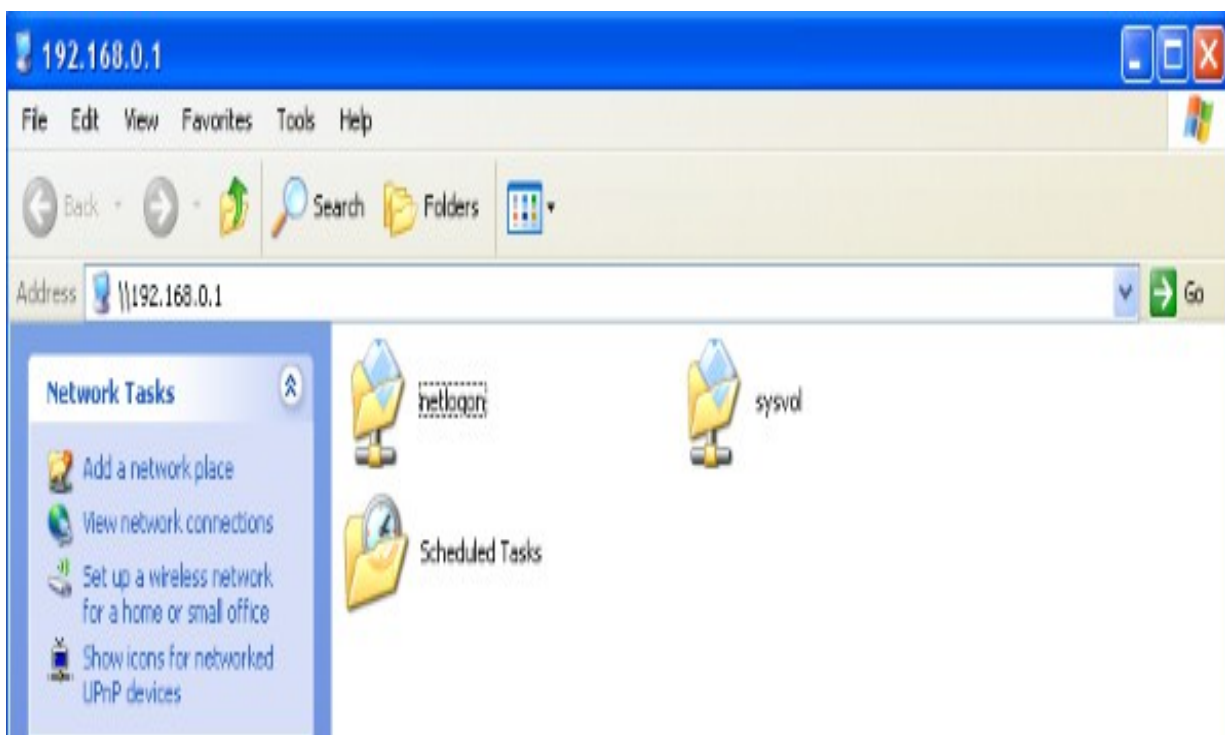 192.168.0.1
File Edit View Favorites Tools Help
Back Search Folders
Address \\192.168.0.1 Go
Network Tasks
Add a network place
View network connections
Set up a wireless network
for a home or small office
Show icons for networked
UPnP devices
netlogon sysvol
Scheduled Tasks